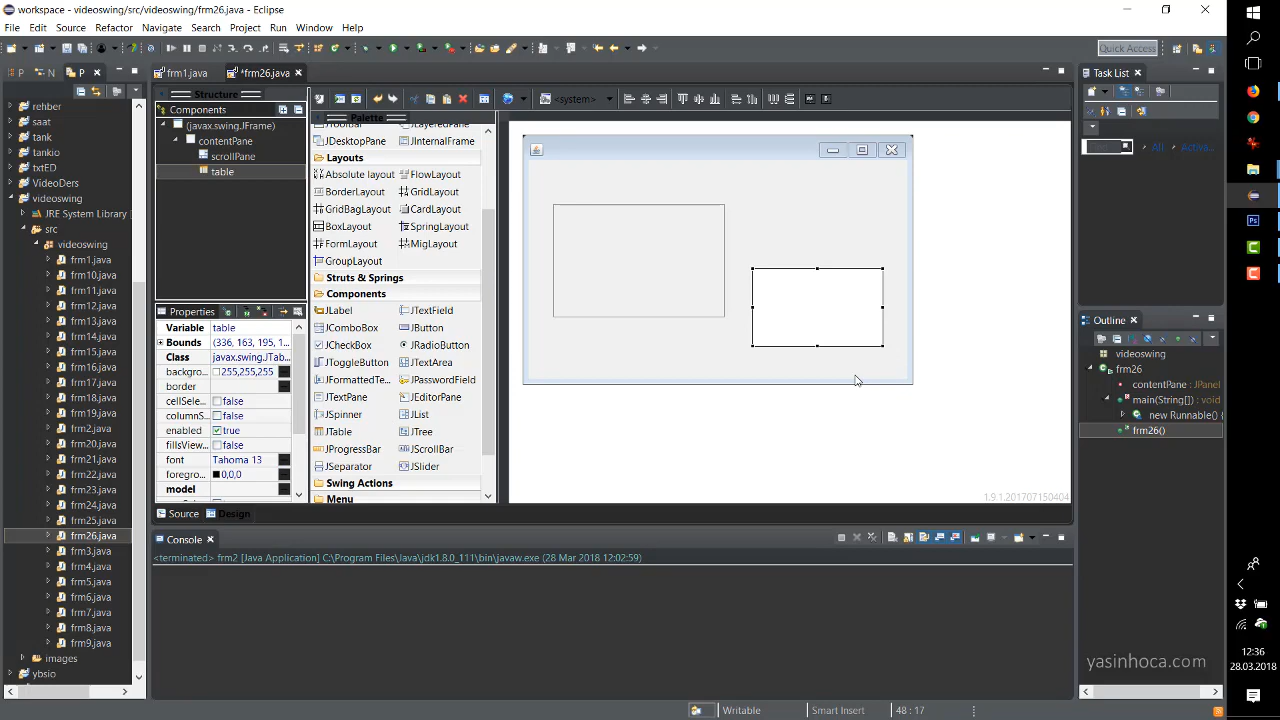 workspace - videoswing/src/videoswing/frm26.java - Eclipse
File Edit Source Refactor Navigate Search Project Run Window Help
Quick Access
P N P
frm1.java *frm26.java
Task List
rehber
saat
tank
tankio
txtED
VideoDers
videoswing
JRE System Library [
src
videoswing
frm1.java
frm10.java
frm11.java
frm12.java
frm13.java
frm14.java
frm15.java
frm16.java
frm17.java
frm18.java
frm19.java
frm2.java
frm20.java
frm21.java
frm22.java
frm23.java
frm24.java
frm25.java
frm26.java
frm3.java
frm4.java
frm5.java
frm6.java
frm7.java
frm8.java
frm9.java
images
ybsio
Structure
Components
(javax.swing.JFrame)
contentPane
scrollPane
table
Properties
Variable table
Bounds (336, 163, 195, 1...
Class javax.swing.JTab...
backgro... 255,255,255
border
cellSele... false
columnS... false
enabled true
fillsView... false
font Tahoma 13
foregro... 0,0,0
model
<system>
Palette
JDesktopPane JInternalFrame
Layouts
Absolute layout FlowLayout
BorderLayout GridLayout
GridBagLayout CardLayout
BoxLayout SpringLayout
FormLayout MigLayout
GroupLayout
Struts & Springs
Components
JLabel JTextField
JComboBox JButton
JCheckBox JRadioButton
JToggleButton JTextArea
JFormattedTe... JPasswordField
JTextPane JEditorPane
JSpinner JList
JTable JTree
JProgressBar JScrollBar
JSeparator JSlider
Swing Actions
Menu
1.9.1.201707150404
Source Design
Console
<terminated> frm2 [Java Application] C:\Program Files\Java\jdk1.8.0_111\bin\javaw.exe (28 Mar 2018 12:02:59)
All Activa...
Outline
videoswing
frm26
contentPane : JPanel
main(String[]) : void
new Runnable() {
frm26()
yasinhoca.com
Writable Smart Insert 48 : 17
Ps
12:36
28.03.2018